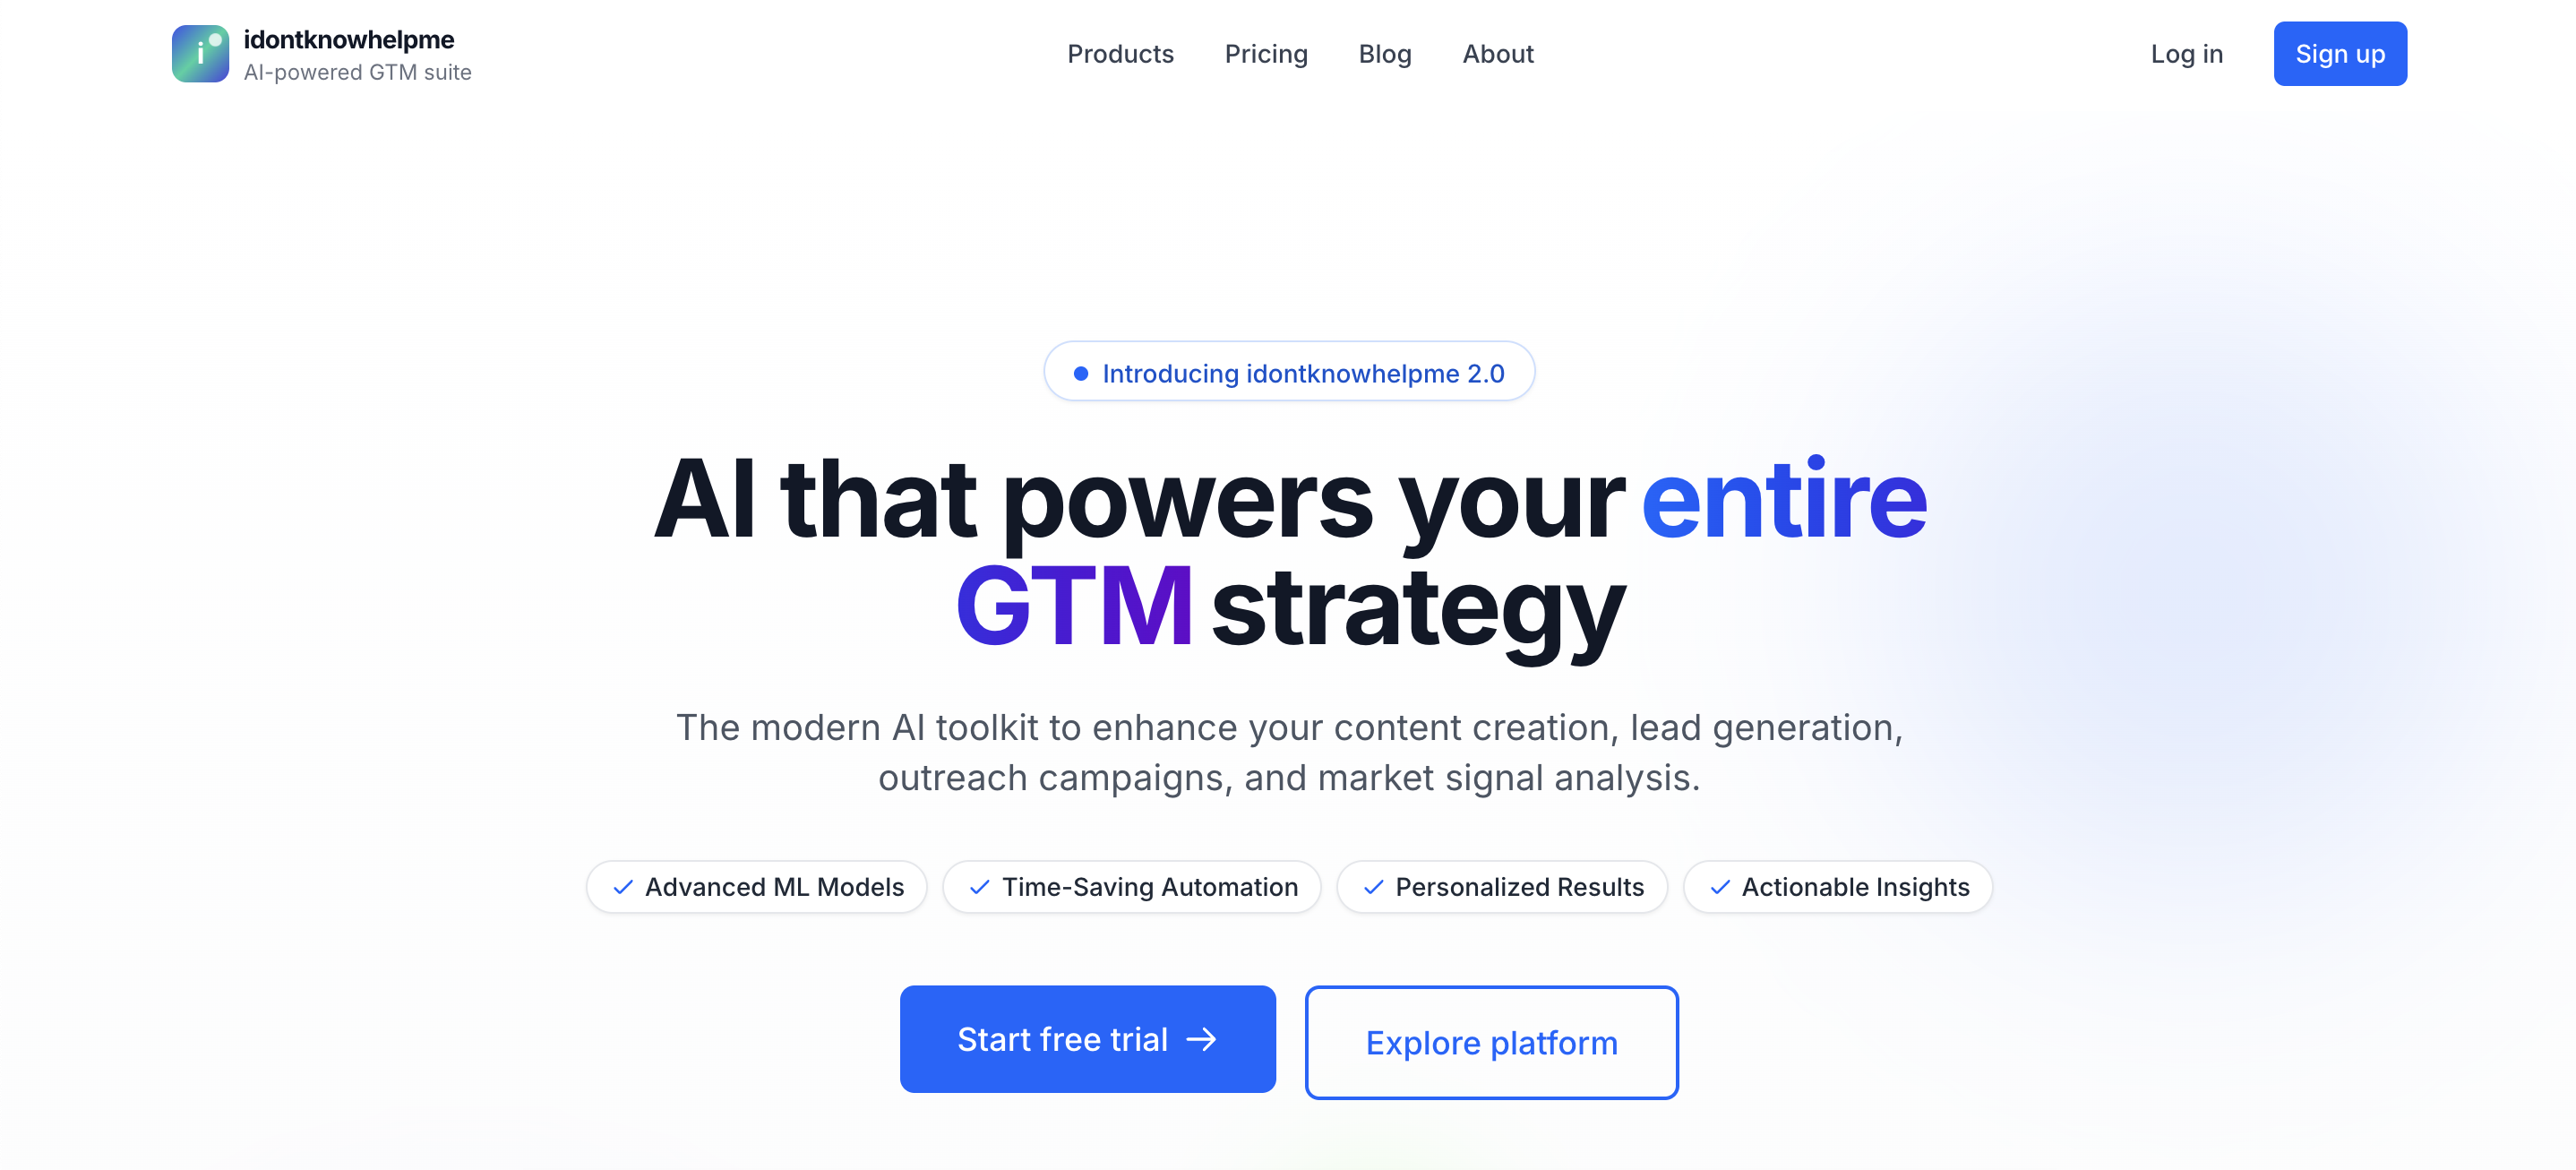 i
idontknowhelpme
AI-powered GTM suite
Products
Pricing
Blog
About
Log in
Sign up
Introducing idontknowhelpme 2.0
AI that powers your entire
GTM strategy
The modern AI toolkit to enhance your content creation, lead generation,
outreach campaigns, and market signal analysis.
Advanced ML Models
Time-Saving Automation
Personalized Results
Actionable Insights
Start free trial →
Explore platform